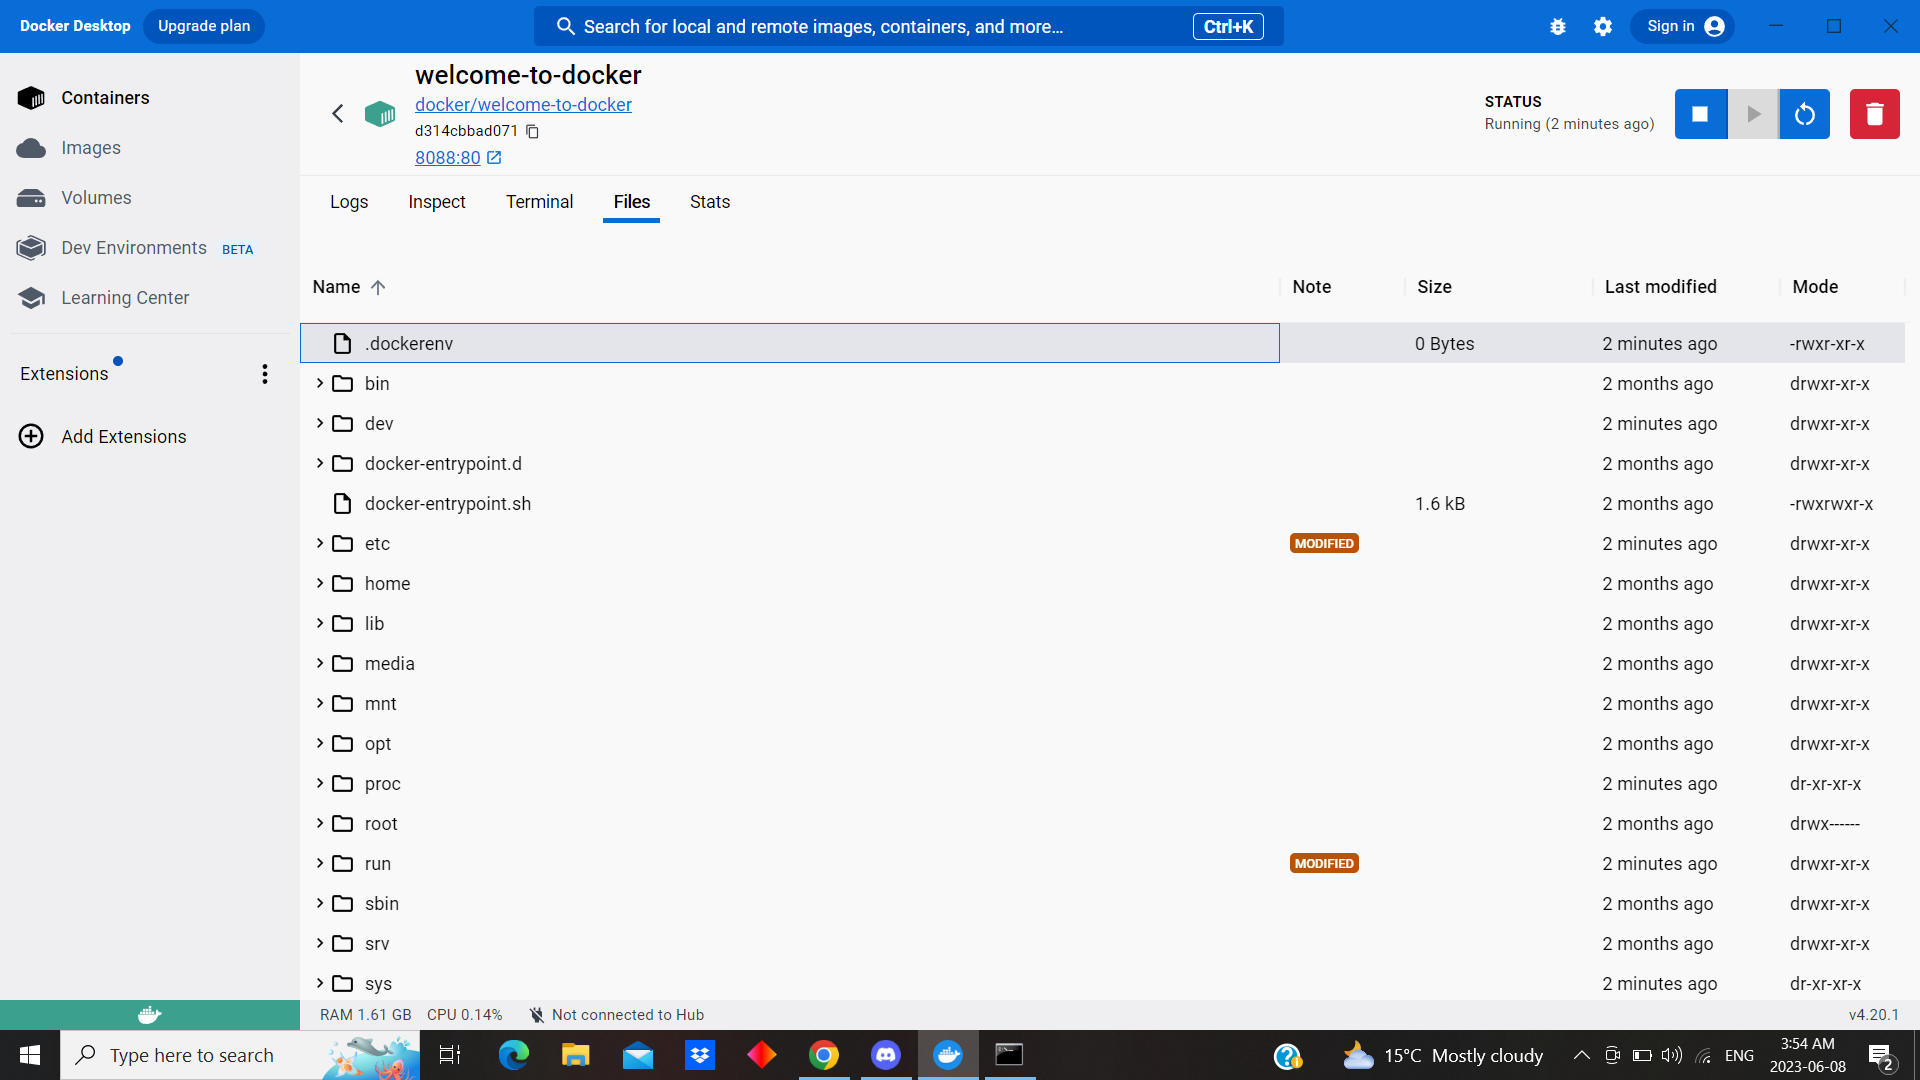 Docker Desktop Upgrade plan Search for local and remote images, containers, and more... Ctrl+K Sign in
Containers
Images
Volumes
Dev Environments BETA
Learning Center
Extensions
Add Extensions
welcome-to-docker
docker/welcome-to-docker
d314cbbad071
8088:80
STATUS
Running (2 minutes ago)
Logs Inspect Terminal Files Stats
Name Note Size Last modified Mode
.dockerenv 0 Bytes 2 minutes ago -rwxr-xr-x
bin 2 months ago drwxr-xr-x
dev 2 minutes ago drwxr-xr-x
docker-entrypoint.d 2 months ago drwxr-xr-x
docker-entrypoint.sh 1.6 kB 2 months ago -rwxrwxr-x
etc MODIFIED 2 minutes ago drwxr-xr-x
home 2 months ago drwxr-xr-x
lib 2 months ago drwxr-xr-x
media 2 months ago drwxr-xr-x
mnt 2 months ago drwxr-xr-x
opt 2 months ago drwxr-xr-x
proc 2 minutes ago dr-xr-xr-x
root 2 months ago drwx------
run MODIFIED 2 minutes ago drwxr-xr-x
sbin 2 months ago drwxr-xr-x
srv 2 months ago drwxr-xr-x
sys 2 minutes ago dr-xr-xr-x
RAM 1.61 GB CPU 0.14% Not connected to Hub v4.20.1
Type here to search 15°C Mostly cloudy ENG 3:54 AM
2023-06-08 2